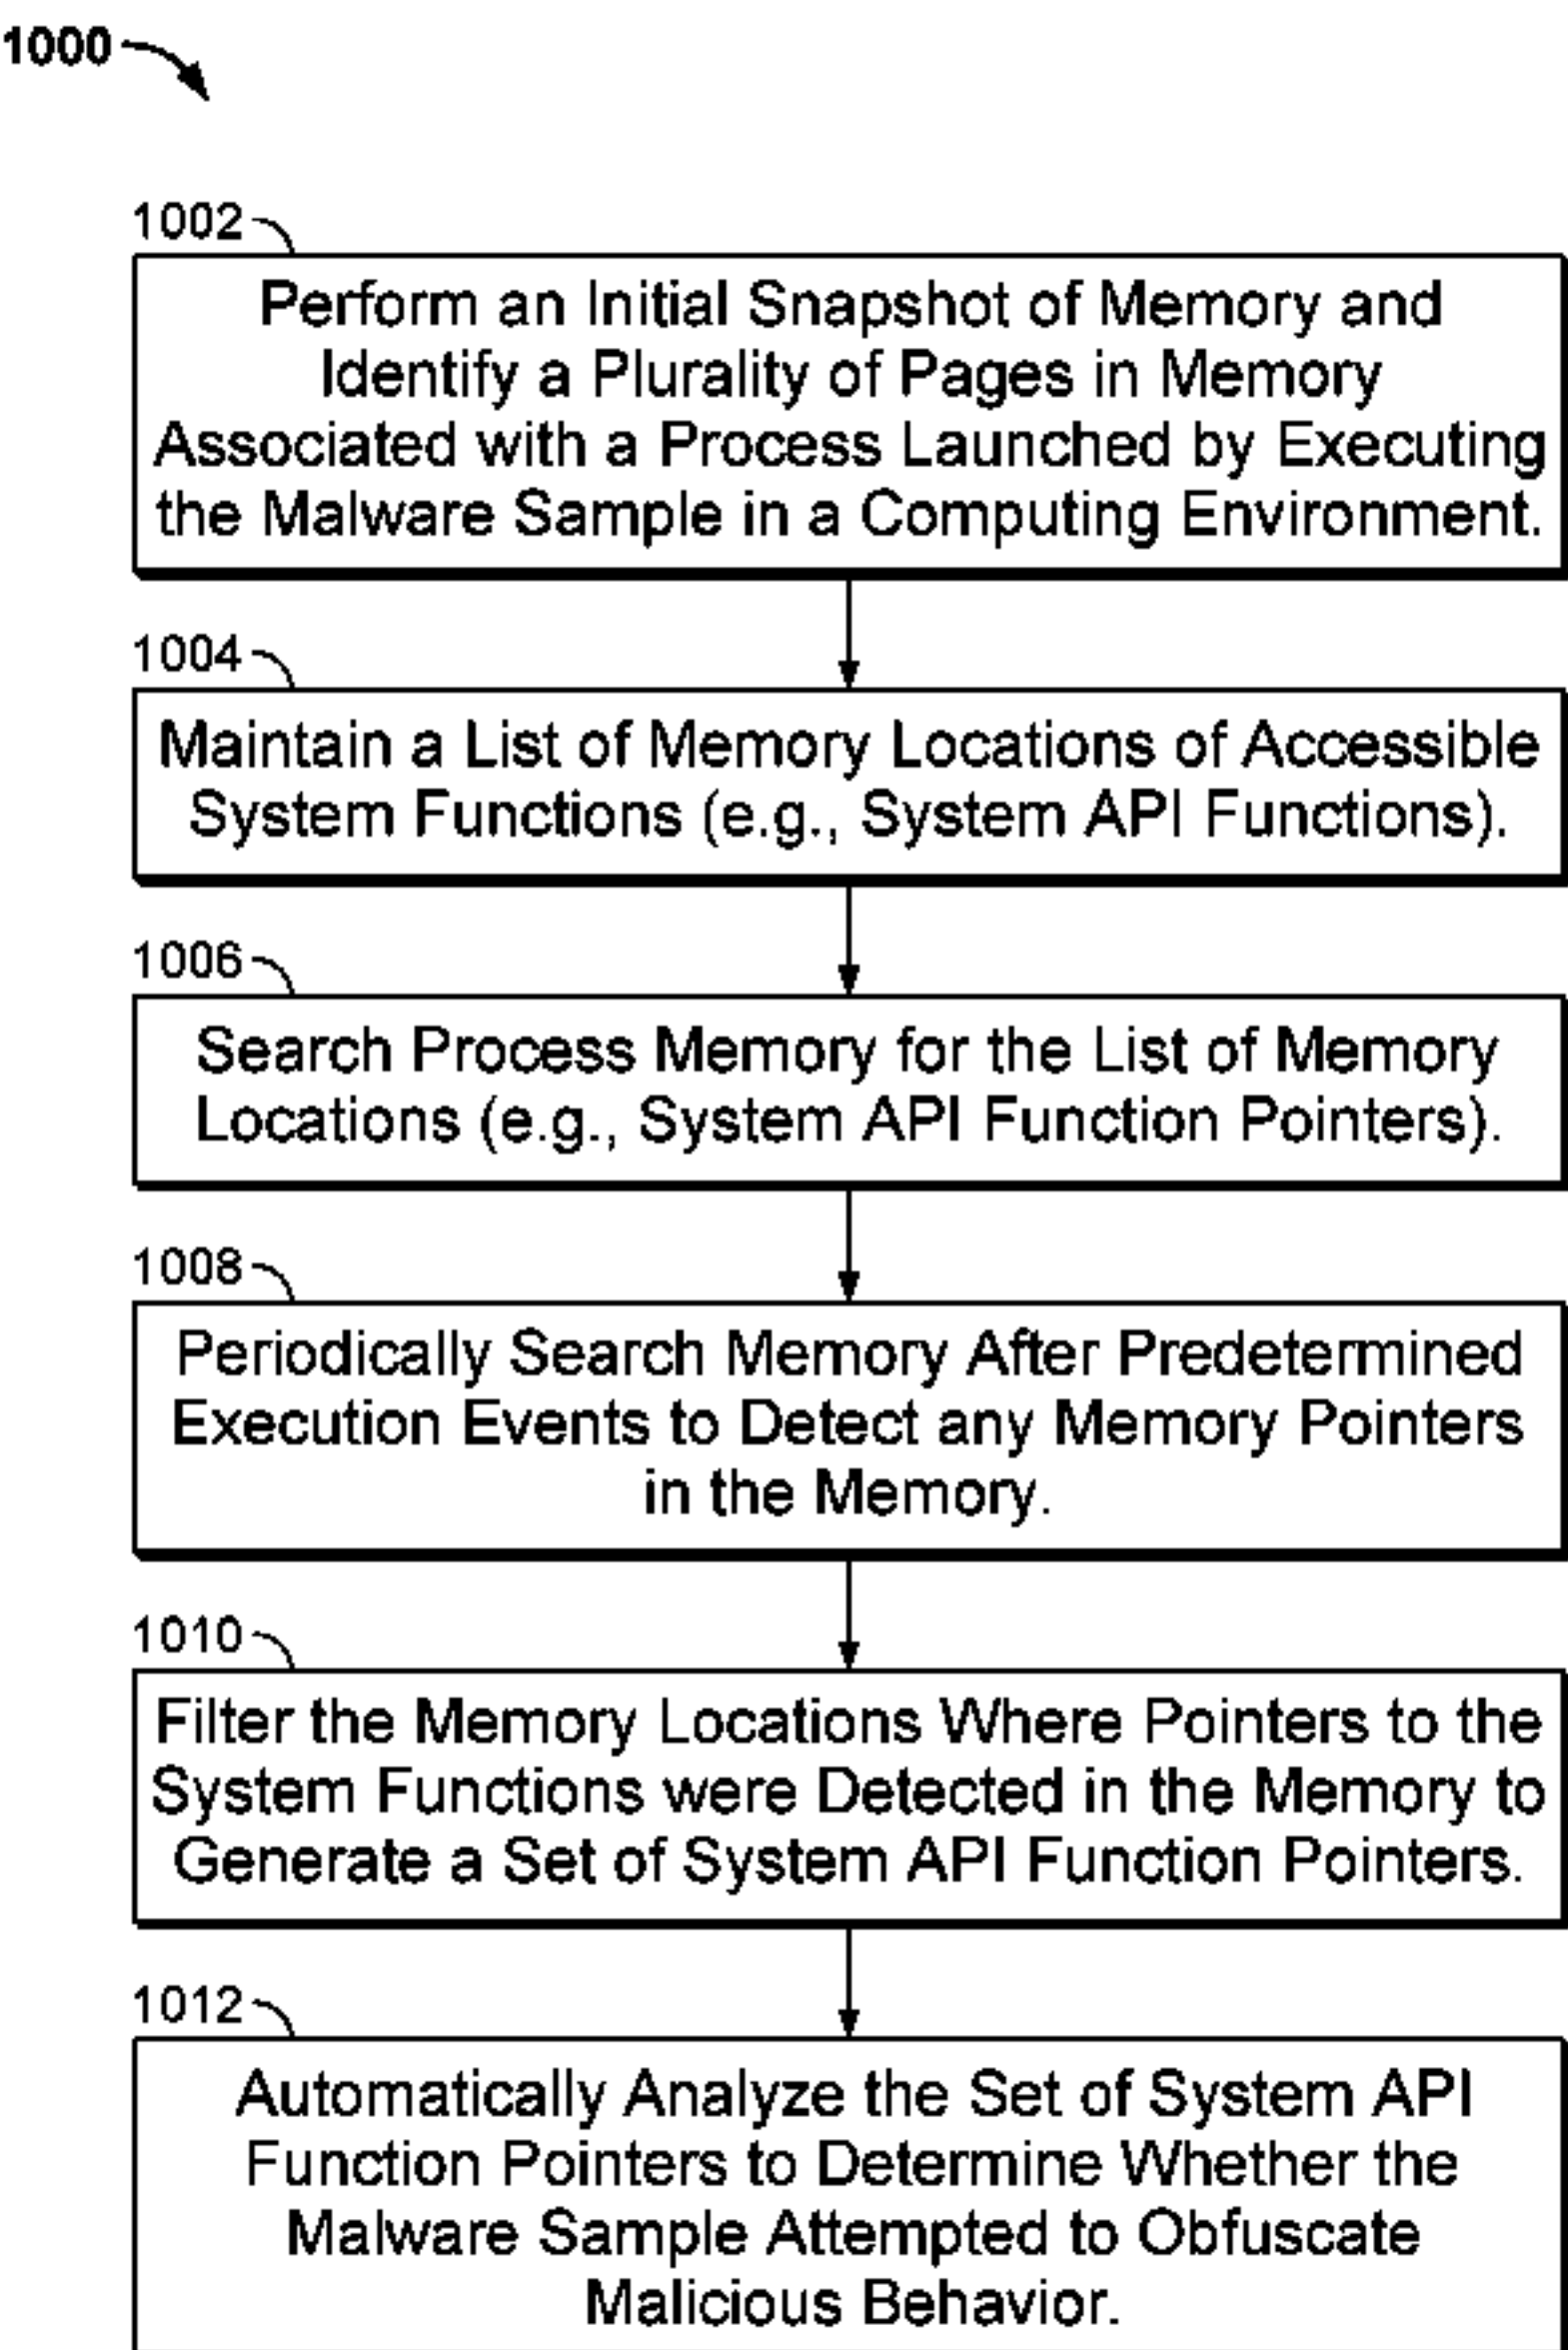 1000
1002
Perform an Initial Snapshot of Memory and
Identify a Plurality of Pages in Memory
Associated with a Process Launched by Executing
the Malware Sample in a Computing Environment.
1004
Maintain a List of Memory Locations of Accessible
System Functions (e.g., System API Functions).
1006
Search Process Memory for the List of Memory
Locations (e.g., System API Function Pointers).
1008
Periodically Search Memory After Predetermined
Execution Events to Detect any Memory Pointers
in the Memory.
1010
Filter the Memory Locations Where Pointers to the
System Functions were Detected in the Memory to
Generate a Set of System API Function Pointers.
1012
Automatically Analyze the Set of System API
Function Pointers to Determine Whether the
Malware Sample Attempted to Obfuscate
Malicious Behavior.